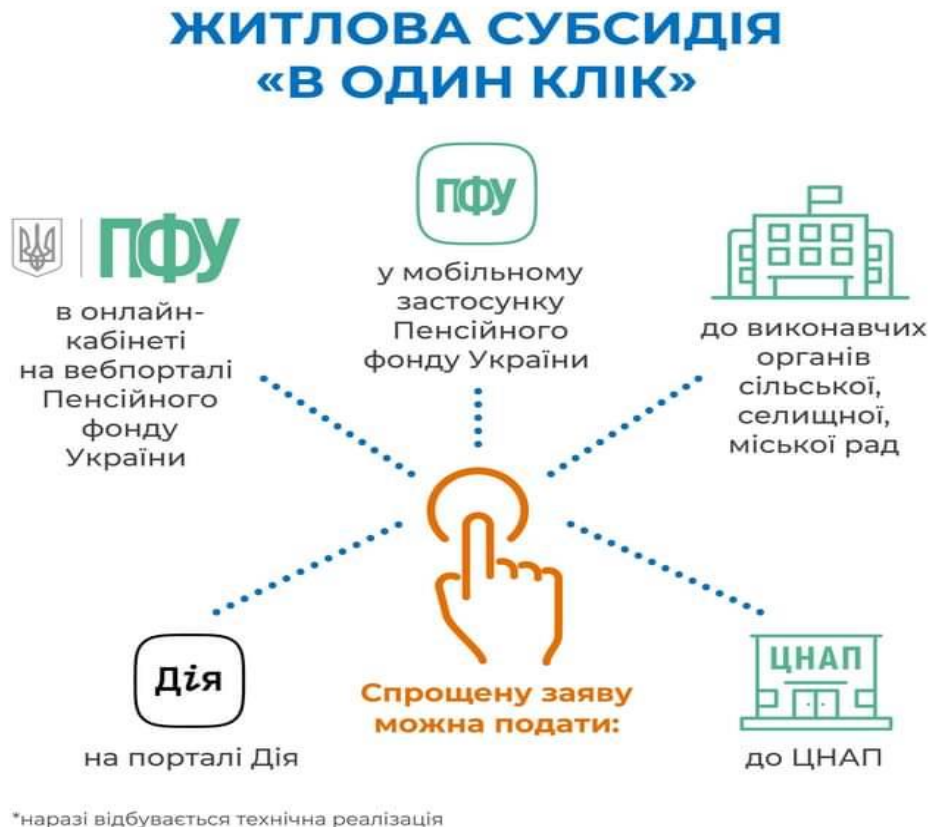 ЖИТЛОВА СУБСИДІЯ
«В ОДИН КЛІК»
ПФУ
в онлайн-
кабінеті
на вебпорталі
Пенсійного
фонду
України
ПФУ
у мобільному
застосунку
Пенсійного
фонду України
до виконавчих
органів
сільської,
селищної,
міської рад
Дія
на порталі Дія
Спрощену заяву
можна подати:
ЦНАП
до ЦНАП
*наразі відбувається технічна реалізація